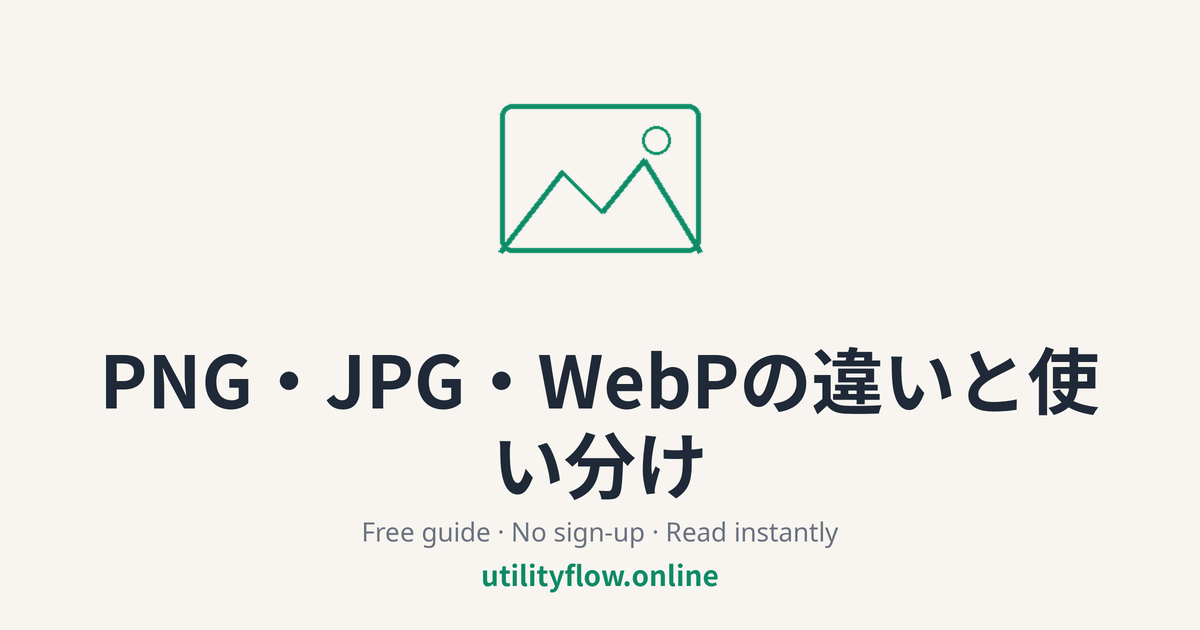 PNG・JPG・WebPの違いと使
い分け
Free guide · No sign-up · Read instantly
utilityflow.online